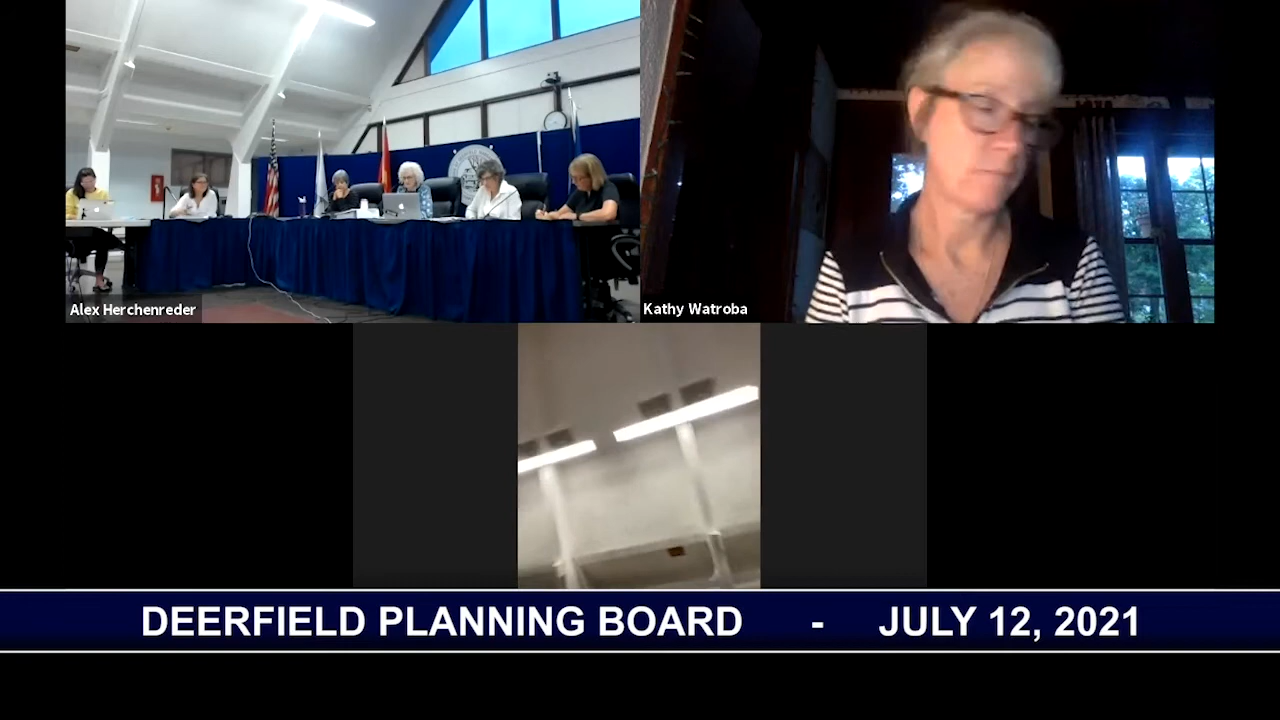 Alex Herchenreder
Kathy Watroba
DEERFIELD PLANNING BOARD - JULY 12, 2021